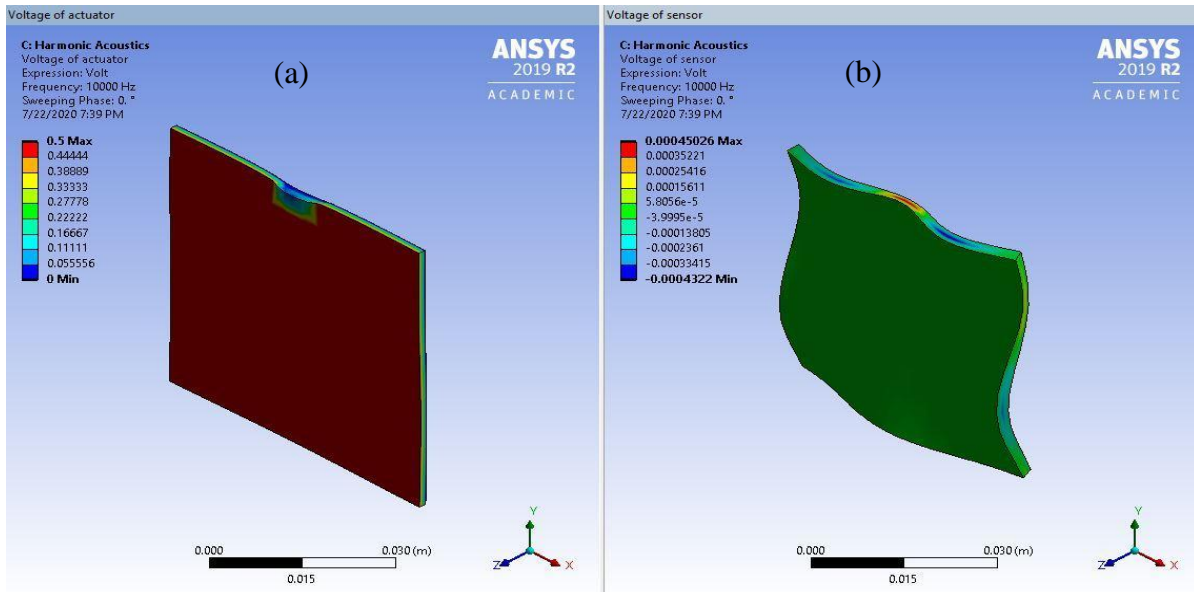 Voltage of actuator
C: Harmonic Acoustics
Voltage of actuator
Expression: Volt
Frequency: 10000 Hz
Sweeping Phase: 0. °
7/22/2020 7:39 PM
(a)
ANSYS
2019 R2
ACADEMIC
0.5 Max
0.44444
0.38889
0.33333
0.27778
0.22222
0.16667
0.11111
0.055556
0 Min
0.000
0.030 (m)
0.015
Y
Z
X
Voltage of sensor
C: Harmonic Acoustics
Voltage of sensor
Expression: Volt
Frequency: 10000 Hz
Sweeping Phase: 0. °
7/22/2020 7:39 PM
(b)
ANSYS
2019 R2
ACADEMIC
0.00045026 Max
0.00035221
0.00025416
0.00015611
5.8056e-5
-3.9995e-5
-0.00013805
-0.0002361
-0.00033415
-0.0004322 Min
0.000
0.030 (m)
0.015
Y
Z
X